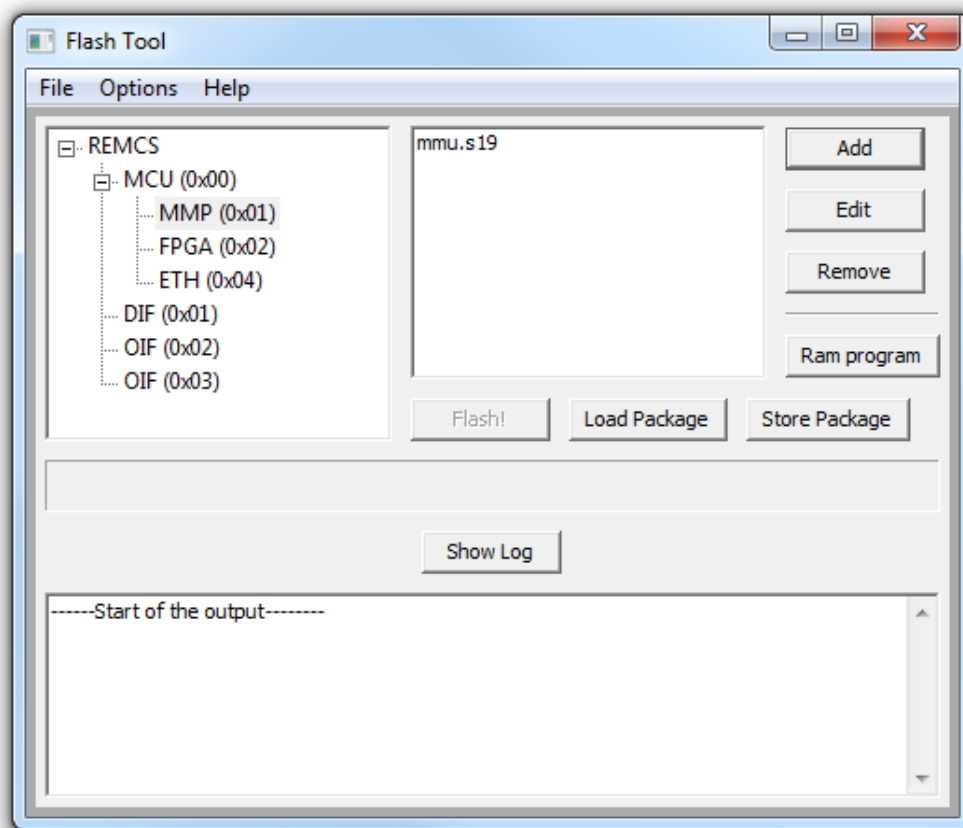 Flash Tool
File Options Help
REMCS
MCU (0x00)
MMP (0x01)
FPGA (0x02)
ETH (0x04)
DIF (0x01)
OIF (0x02)
OIF (0x03)
mmu.s19
Add
Edit
Remove
Ram program
Flash! Load Package Store Package
Show Log
------Start of the output--------